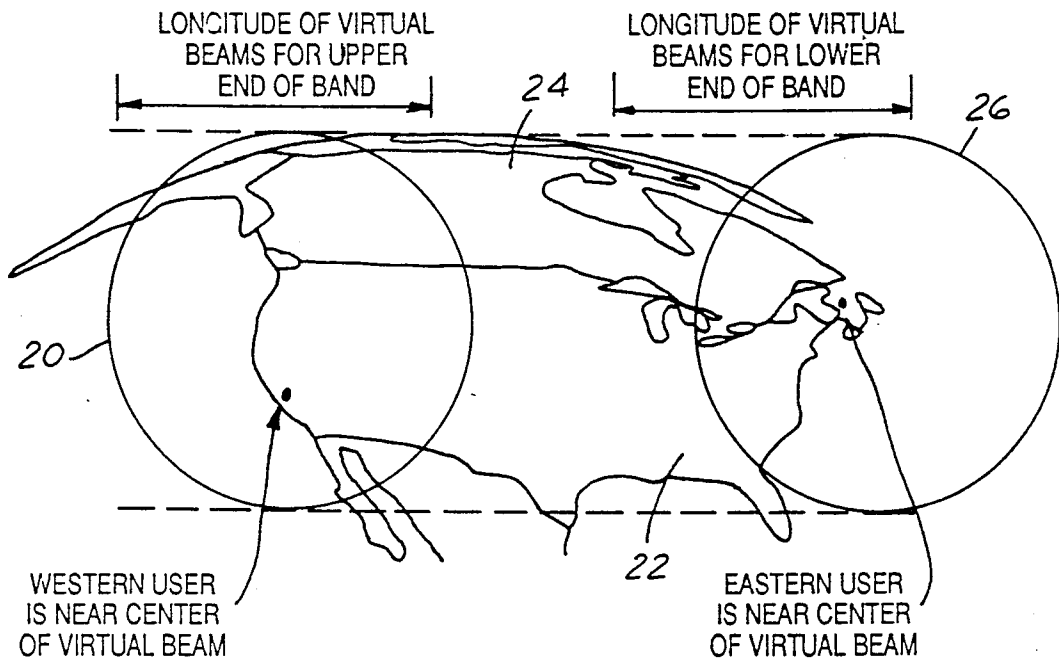 LONGITUDE OF VIRTUAL
BEAMS FOR UPPER
END OF BAND
LONGITUDE OF VIRTUAL
BEAMS FOR LOWER
END OF BAND
24
26
20
22
WESTERN USER
IS NEAR CENTER
OF VIRTUAL BEAM
EASTERN USER
IS NEAR CENTER
OF VIRTUAL BEAM